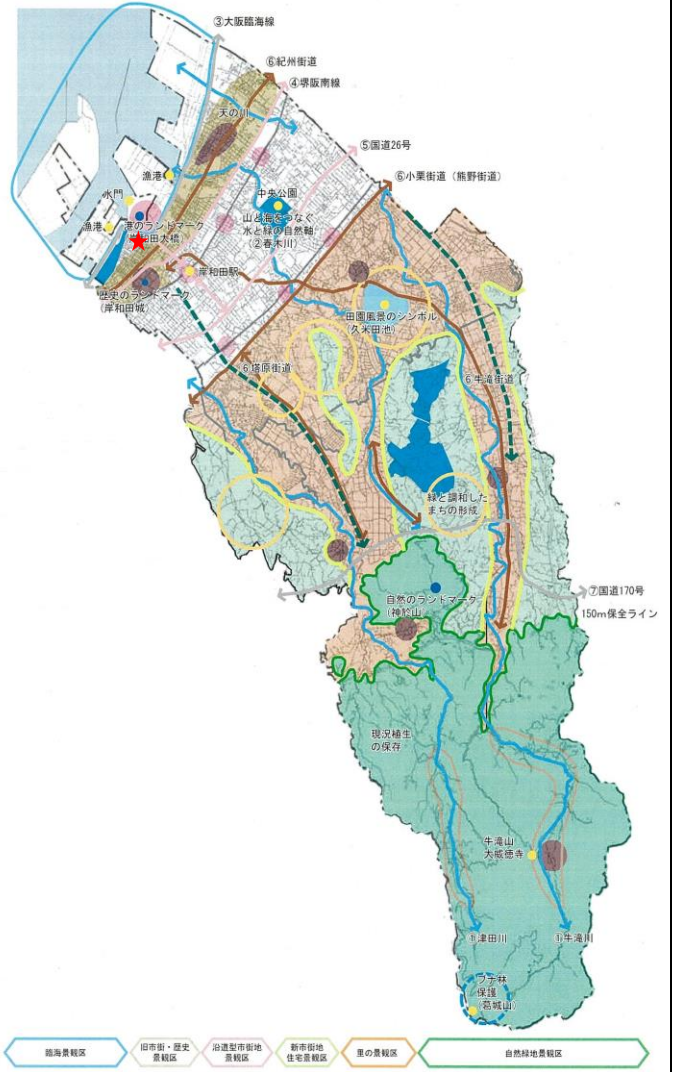 ③大阪臨海線
⑥紀州街道
④堺阪南線
天の川
⑤国道26号
漁港
⑥小栗街道（熊野街道）
水門
中央公園
漁港
港のランドマーク
和田大橋
山と海をつなぐ
水と緑の自然軸
（②春木川）
岸和田駅
歴史のランドマーク
（岸和田城）
田園風景のシンボル
（久米田池）
⑥塔原街道
⑥牛滝街道
緑と調和した
まちの形成
⑦国道170号
自然のランドマーク
（神於山
150m保全ライン
現況植生
の保存
牛滝山
大威徳寺
①津田川
①牛滝川
ブナ林
保護
（葛城山）
臨海景観区
旧市街・歴史
景観区
沿道型市街地
景観区
新市街地
住宅景観区
里の景観区
自然緑地景観区